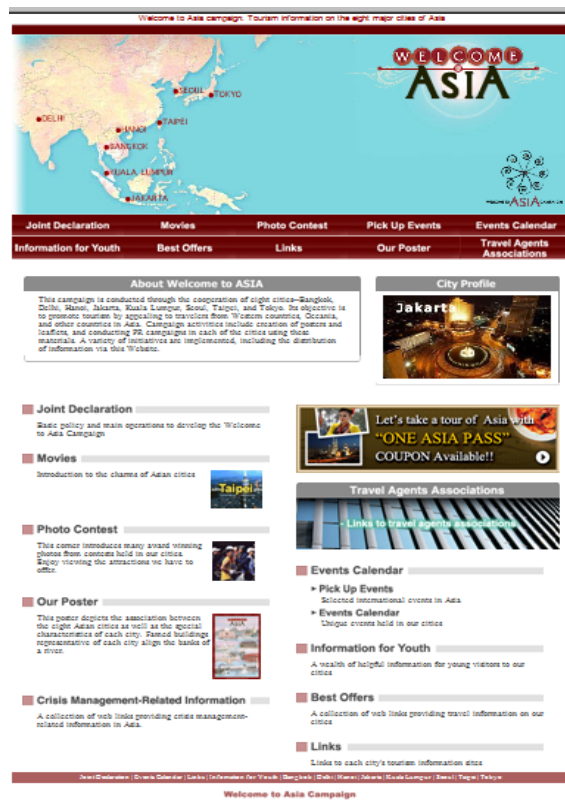 Welcome to Asia campaign. Tourism information on the eight major cities of Asia
WELCOME
to
ASIA
SEOUL
TOKYO
DELHI
TAIPEI
HANOI
BANGKOK
KUALA LUMPUR
JAKARTA
WELCOME to ASIA CAMPAIGN
Joint Declaration Movies Photo Contest Pick Up Events Events Calendar
Information for Youth Best Offers Links Our Poster Travel Agents
Associations
About Welcome to ASIA
This campaign is conducted through the cooperation of eight cities--Bangkok,
Delhi, Hanoi, Jakarta, Kuala Lumpur, Seoul, Taipei, and Tokyo. Its objective is
to promote tourism by appealing to travelers from Western countries, Oceania,
and other countries in Asia. Campaign activities include creation of posters and
leaflets, and conducting PR campaigns in each of the cities using these
materials. A variety of initiatives are implemented, including the distribution
of information via this Website.
City Profile
Jakarta
Joint Declaration
Basic policy and main operations to develop the Welcome
to Asia Campaign
Movies
Introduction to the charms of Asian cities
Taipei
Photo Contest
This corner introduces many award winning
photos from contests held in our cities.
Enjoy viewing the attractions we have to
offer.
Our Poster
This poster depicts the association between
the eight Asian cities as well as the special
characteristics of each city. Famed buildings
representative of each city align the banks of
a river.
Crisis Management-Related Information
A collection of web links providing crisis management-
related information in Asia.
Let's take a tour of Asia with
"ONE ASIA PASS"
COUPON Available!!
Travel Agents Associations
Links to travel agents associations
Events Calendar
Pick Up Events
Selected international events in Asia
Events Calendar
Unique events held in our cities
Information for Youth
A wealth of helpful information for young visitors to our
cities
Best Offers
A collection of web links providing travel information on our
cities
Links
Links to each city's tourism information sites
Joint Declaration | Events Calendar | Links | Information for Youth | Bangkok | Delhi | Hanoi | Jakarta | Kuala Lumpur | Seoul | Taipei | Tokyo
Welcome to Asia Campaign